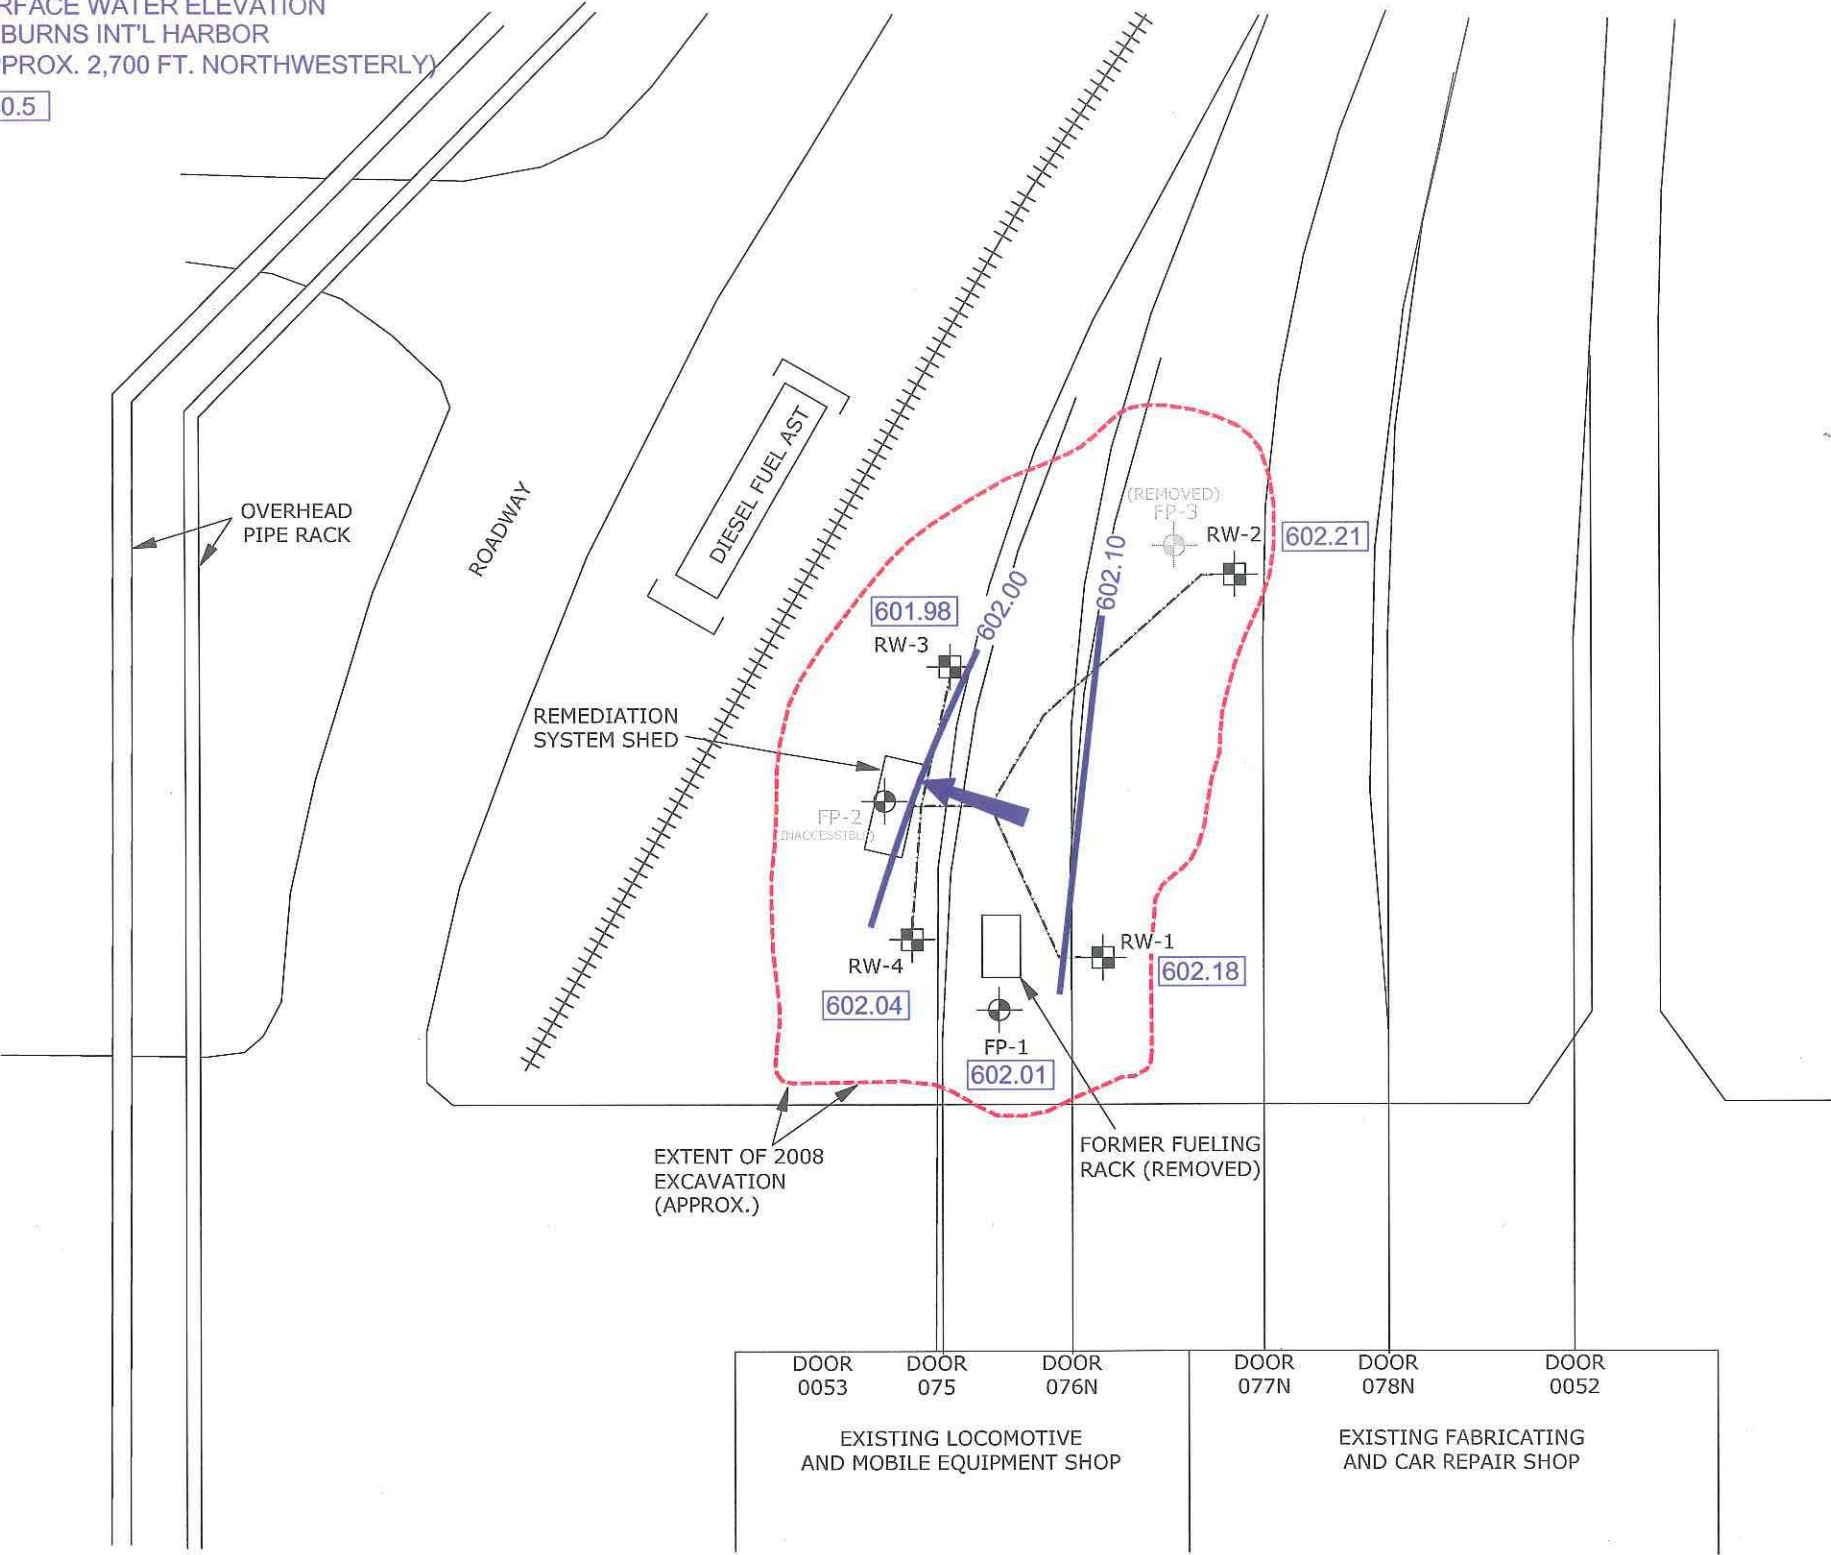 RFACE WATER ELEVATION
BURNS INT'L HARBOR
PPROX. 2,700 FT. NORTHWESTERLY)
0.5
OVERHEAD
PIPE RACK
ROADWAY
DIESEL FUEL AST
(REMOVED)
FP-3
RW-2
602.21
602.10
602.00
601.98
RW-3
REMEDIATION
SYSTEM SHED
FP-2
(INACCESSIBLE)
RW-4
602.04
RW-1
602.18
FP-1
602.01
EXTENT OF 2008
EXCAVATION
(APPROX.)
FORMER FUELING
RACK (REMOVED)
DOOR
0053
DOOR
075
DOOR
076N
DOOR
077N
DOOR
078N
DOOR
0052
EXISTING LOCOMOTIVE
AND MOBILE EQUIPMENT SHOP
EXISTING FABRICATING
AND CAR REPAIR SHOP